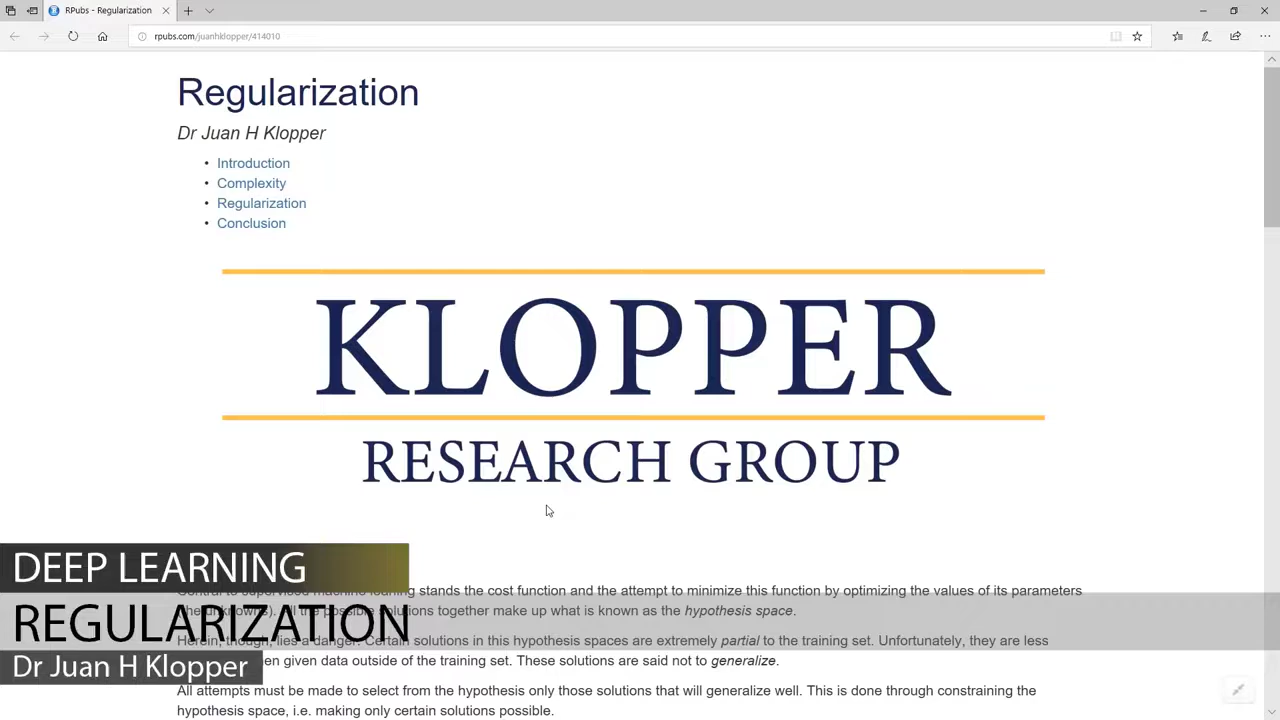 RPubs - Regularization
rpubs.com/juanhklopper/414010
Regularization
Dr Juan H Klopper
• Introduction
• Complexity
• Regularization
• Conclusion
KLOPPER
RESEARCH GROUP
DEEP LEARNING
REGULARIZATION
Dr Juan H Klopper
stands the cost function and the attempt to minimize this function by optimizing the values of its parameters
solutions together make up what is known as the hypothesis space.
Herein, though, lies a danger. Certain solutions in this hypothesis spaces are extremely partial to the training set. Unfortunately, they are less
given data outside of the training set. These solutions are said not to generalize.
All attempts must be made to select from the hypothesis only those solutions that will generalize well. This is done through constraining the
hypothesis space, i.e. making only certain solutions possible.